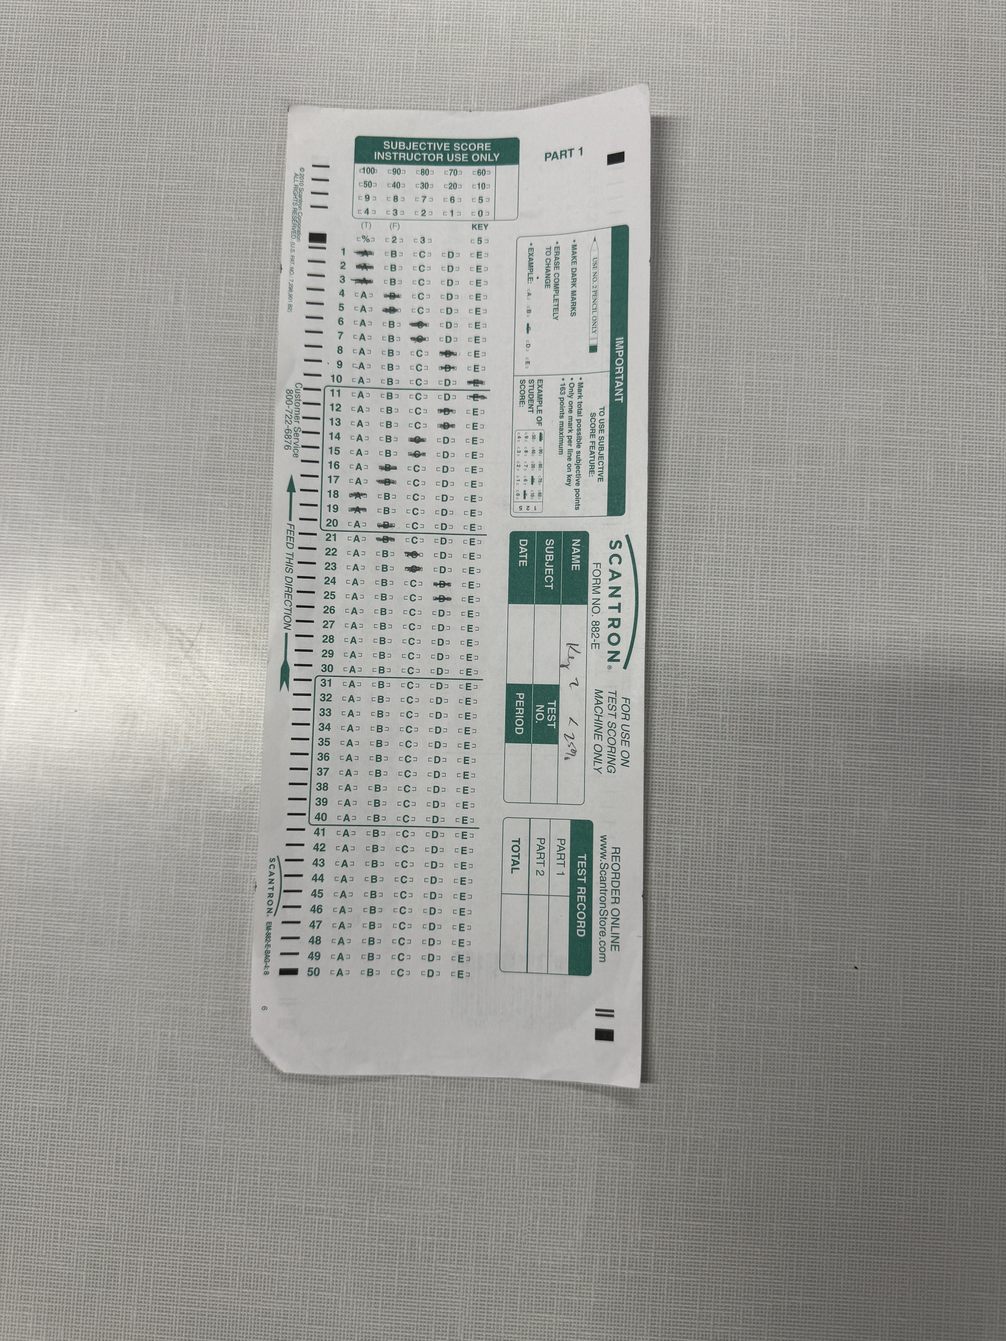 SUBJECTIVE SCORE
INSTRUCTOR USE ONLY
100 90 80 70 60
50 40 30 20 10
9 8 7 6 5
4 3 2 1 0
(T) (F) KEY
% 2 3 5
1 B C D E
2 B C D E
3 B C D E
4 A C D E
5 A C D E
6 A B D E
7 A B D E
8 A B C E
9 A B C E
10 A B C D
11 A B C D
12 A B C E
13 A B C E
14 A B D E
15 A B D E
16 A C D E
17 A C D E
18 B C D E
19 B C D E
20 A C D E
21 A C D E
22 A B D E
23 A B D E
24 A B C E
25 A B C E
26 A B C D E
27 A B C D E
28 A B C D E
29 A B C D E
30 A B C D E
31 A B C D E
32 A B C D E
33 A B C D E
34 A B C D E
35 A B C D E
36 A B C D E
37 A B C D E
38 A B C D E
39 A B C D E
40 A B C D E
41 A B C D E
42 A B C D E
43 A B C D E
44 A B C D E
45 A B C D E
46 A B C D E
47 A B C D E
48 A B C D E
49 A B C D E
50 A B C D E
PART 1
IMPORTANT
USE NO. 2 PENCIL ONLY
• MAKE DARK MARKS
• ERASE COMPLETELY
TO CHANGE
• EXAMPLE: A B D E
TO USE SUBJECTIVE
SCORE FEATURE:
• Mark total possible subjective points
• Only one mark per line on key
• 163 points maximum
EXAMPLE OF
STUDENT
SCORE:
SCANTRON®
FORM NO. 882-E
FOR USE ON
TEST SCORING
MACHINE ONLY
NAME Key
SUBJECT
TEST
NO.
DATE
PERIOD
REORDER ONLINE
www.ScantronStore.com
TEST RECORD
PART 1
PART 2
TOTAL
© 2010 Scantron Corporation
ALL RIGHTS RESERVED.
Customer Service
800-722-6876
FEED THIS DIRECTION
SCANTRON.
6